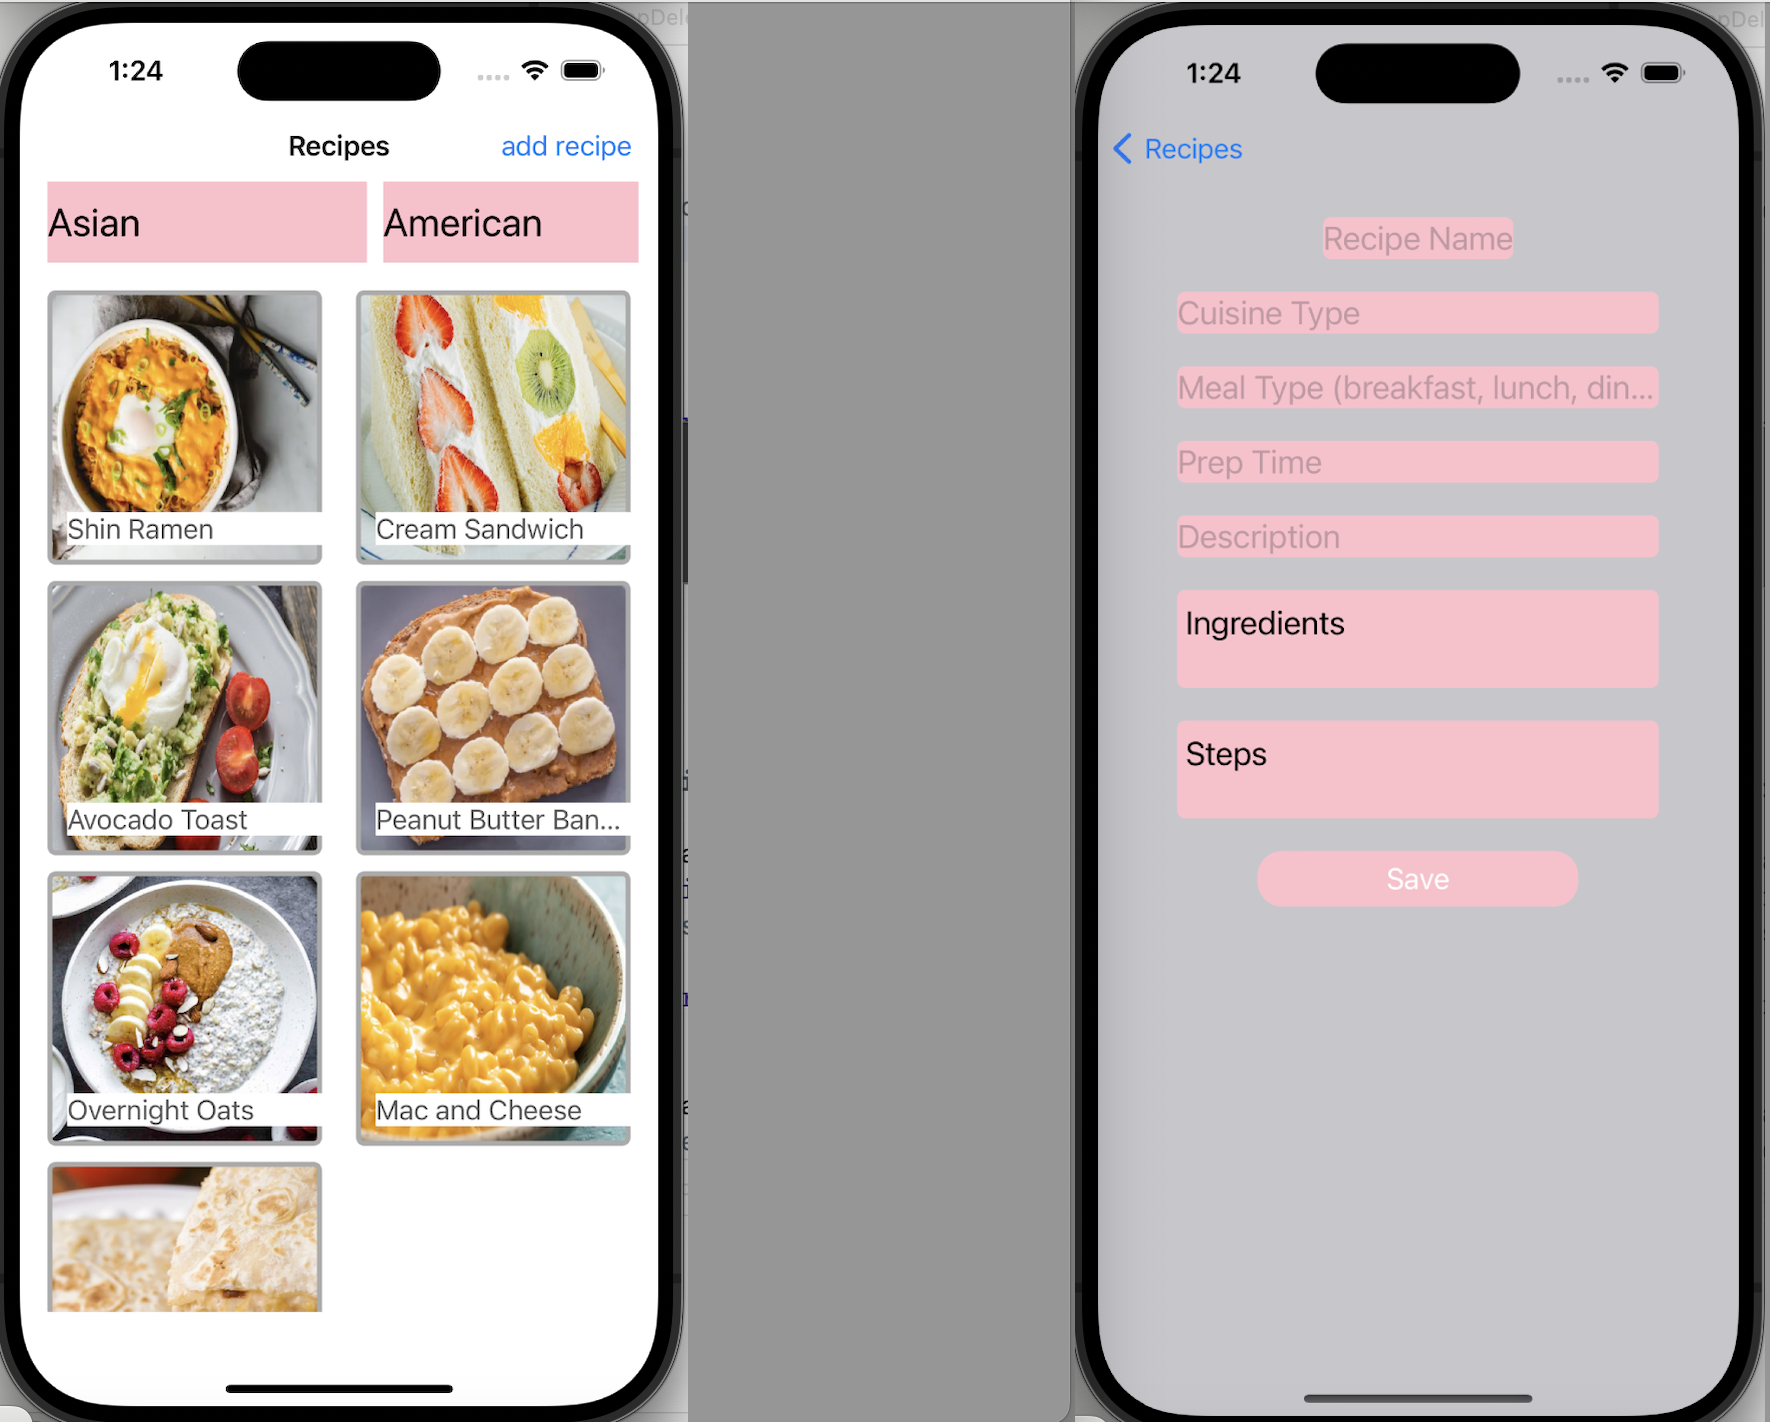 1:24
Recipes
add recipe
Asian
American
Shin Ramen
Cream Sandwich
Avocado Toast
Peanut Butter Ban...
Overnight Oats
Mac and Cheese
1:24
Recipes
Recipe Name
Cuisine Type
Meal Type (breakfast, lunch, din...
Prep Time
Description
Ingredients
Steps
Save